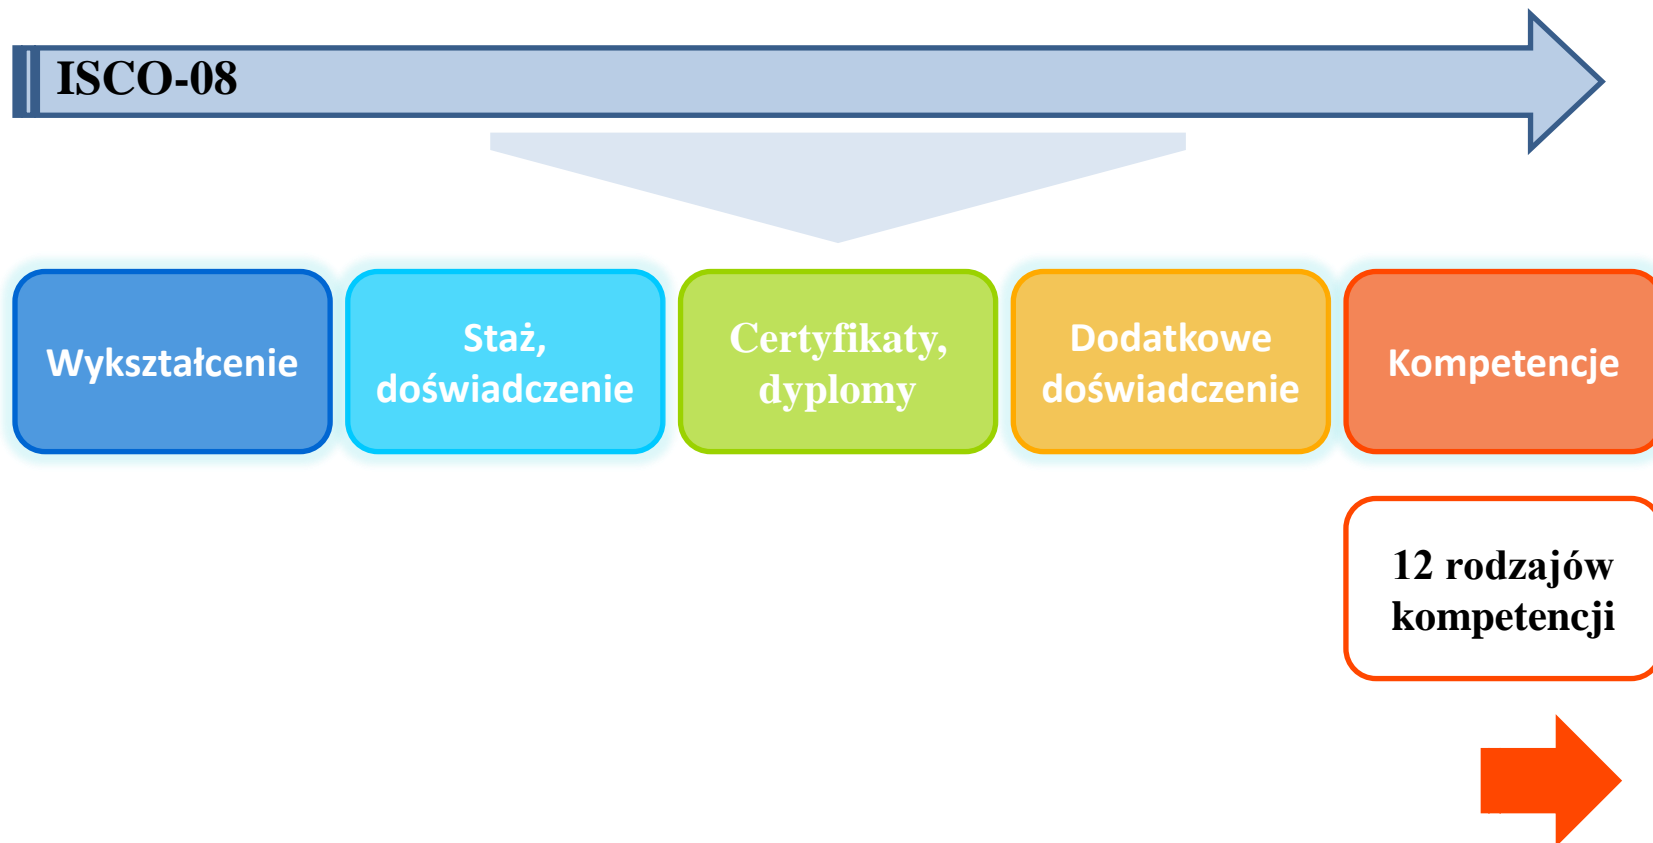 ISCO-08
Wykształcenie
Staż,
doświadczenie
Certyfikaty,
dyplomy
Dodatkowe
doświadczenie
Kompetencje
12 rodzajów
kompetencji